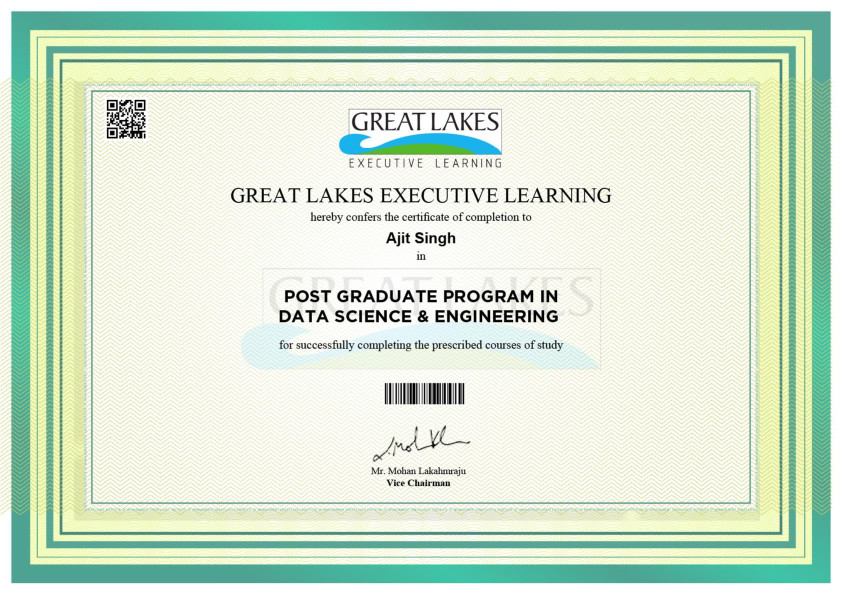 GREAT LAKES
EXECUTIVE LEARNING
GREAT LAKES EXECUTIVE LEARNING
hereby confers the certificate of completion to
Ajit Singh
in
GREAT LAKES
POST GRADUATE PROGRAM IN
DATA SCIENCE & ENGINEERING
for successfully completing the prescribed courses of study
Mr. Mohan Lakahmraju
Vice Chairman